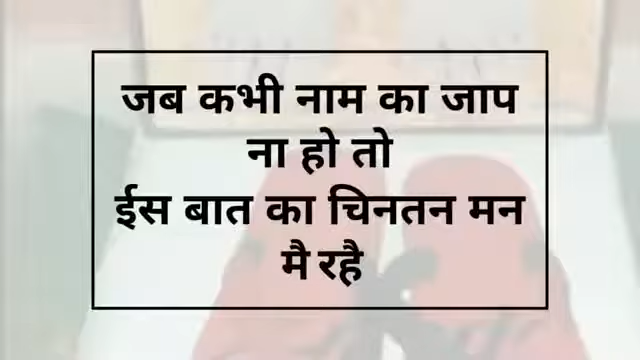 जब कभी नाम का जाप
ना हो तो
ईस बात का चिनतन मन
मै रहै